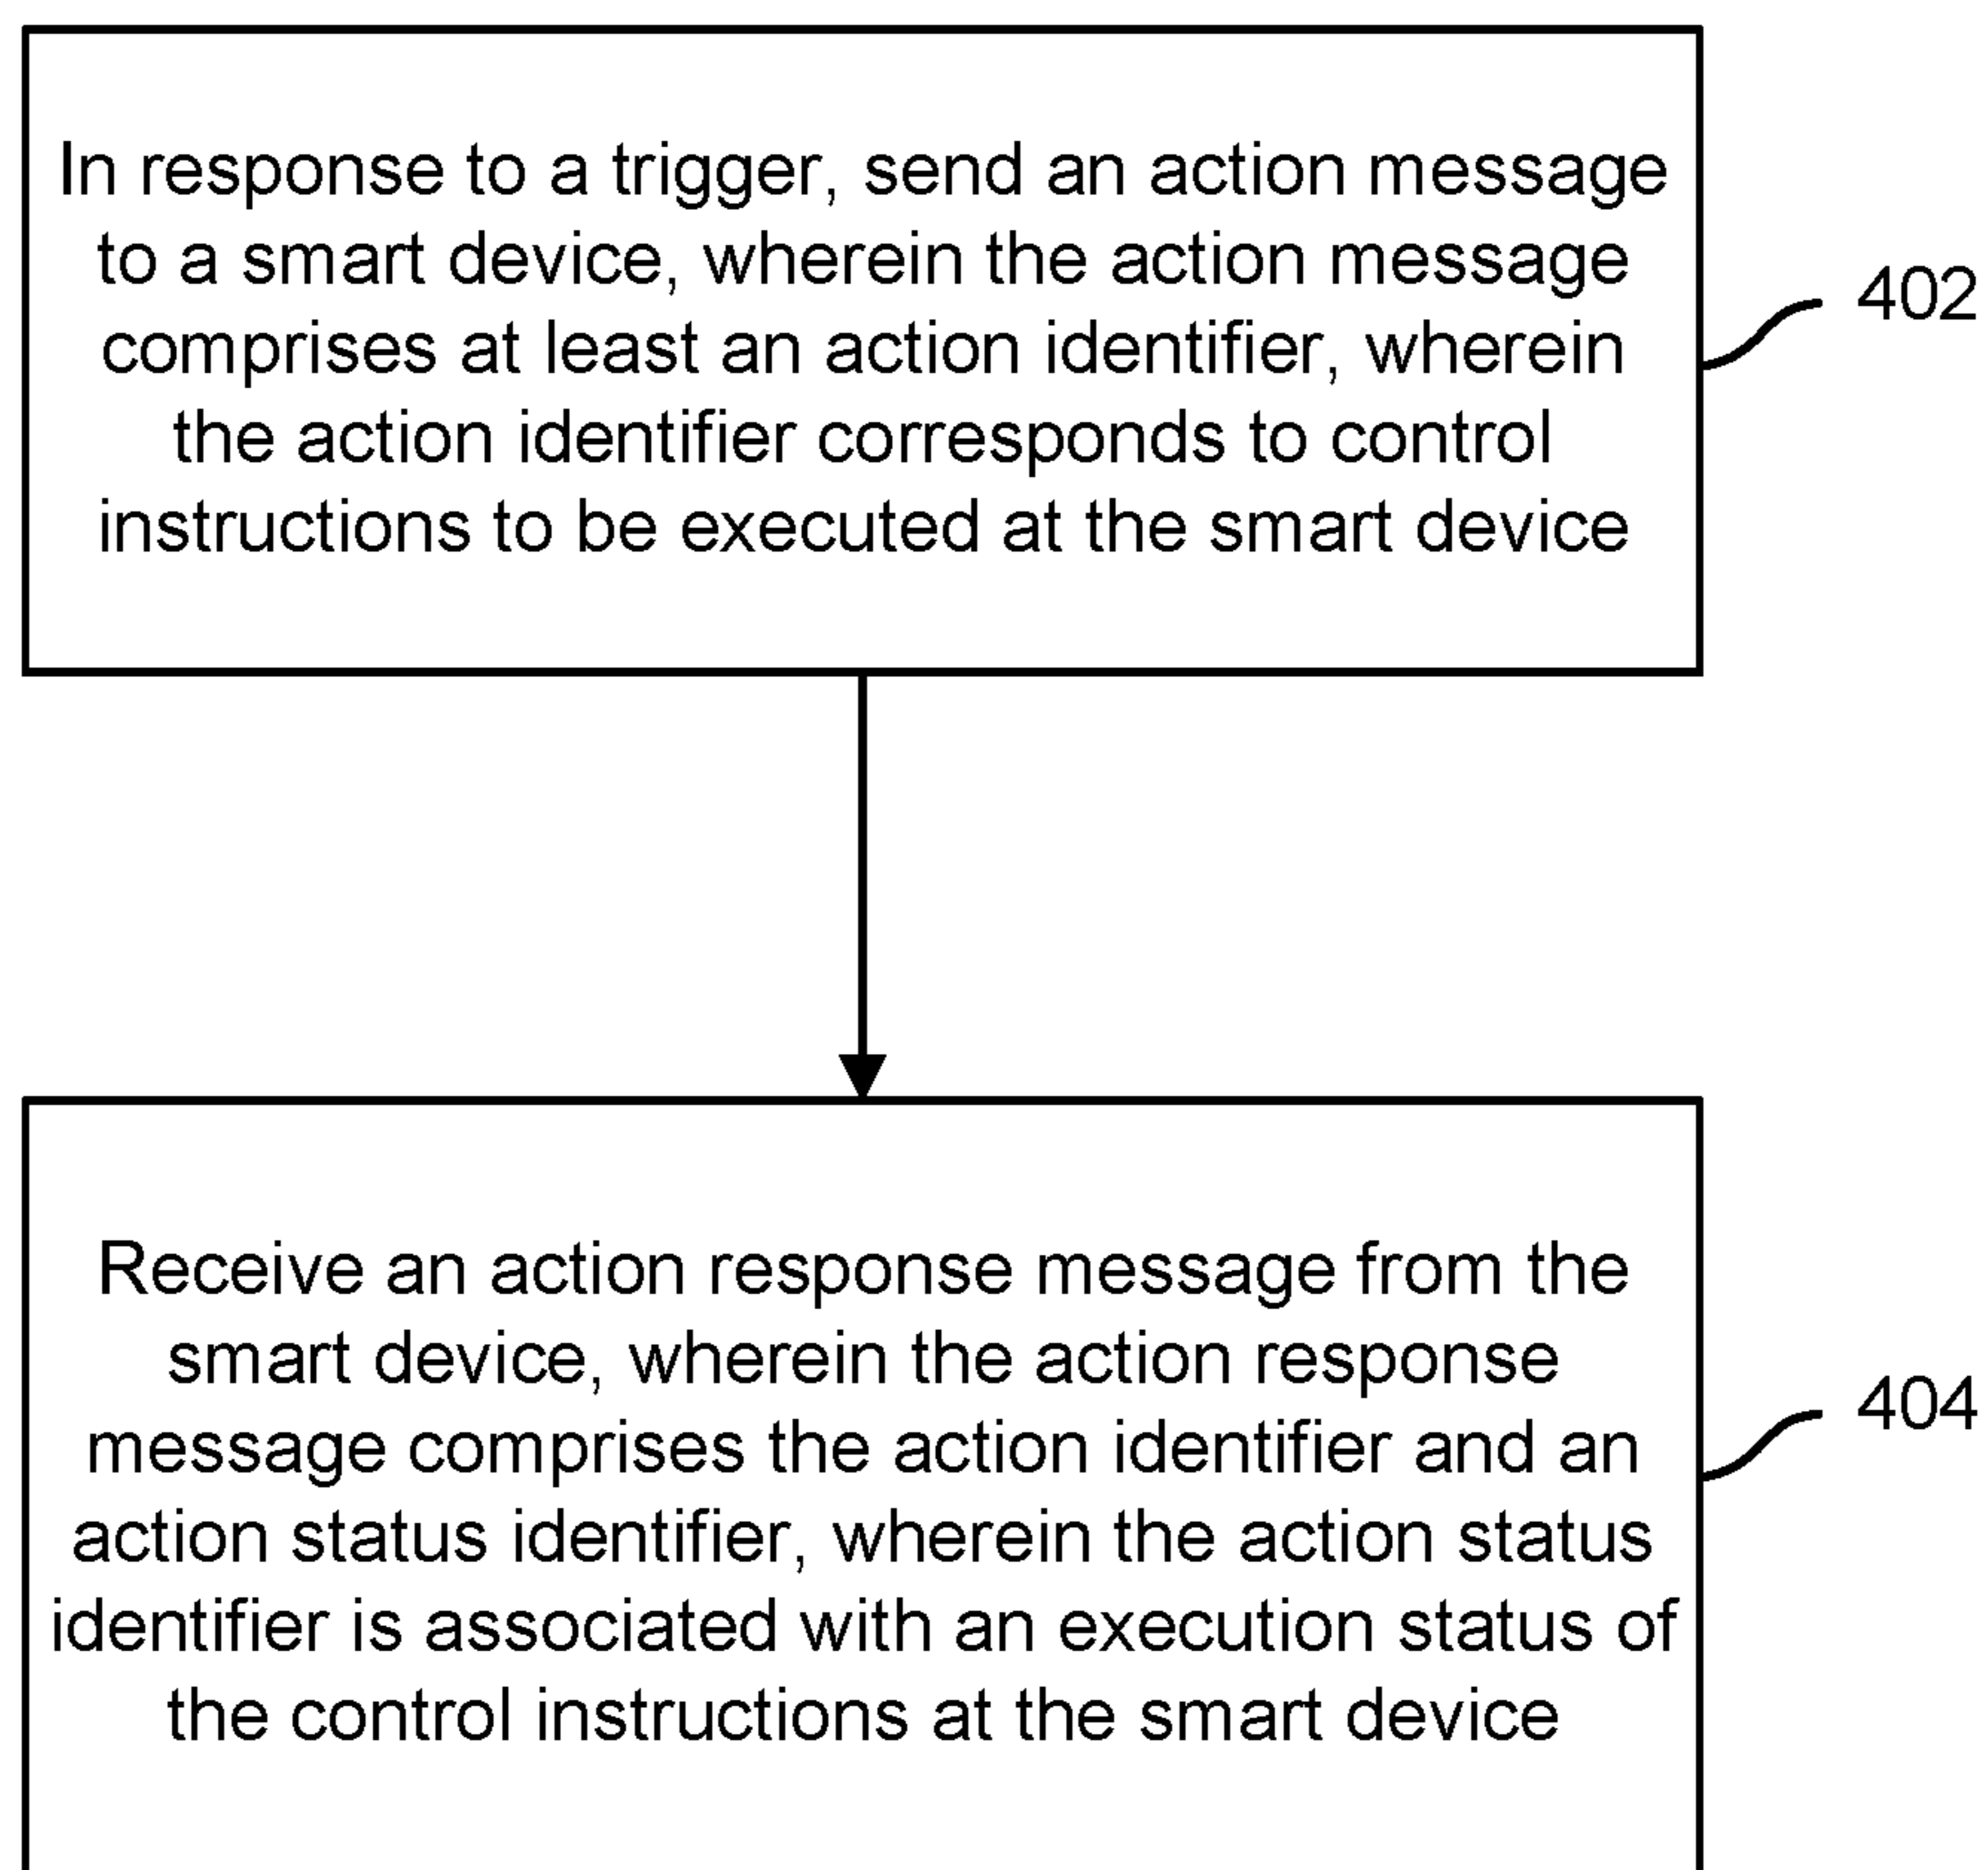 In response to a trigger, send an action message
to a smart device, wherein the action message
comprises at least an action identifier, wherein
the action identifier corresponds to control
instructions to be executed at the smart device
402
Receive an action response message from the
smart device, wherein the action response
message comprises the action identifier and an
action status identifier, wherein the action status
identifier is associated with an execution status of
the control instructions at the smart device
404